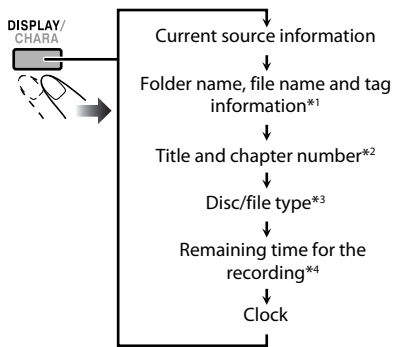 DISPLAY/
CHARA
Current source information
Folder name, file name and tag
information*1
Title and chapter number*2
Disc/file type*3
Remaining time for the
recording*4
Clock